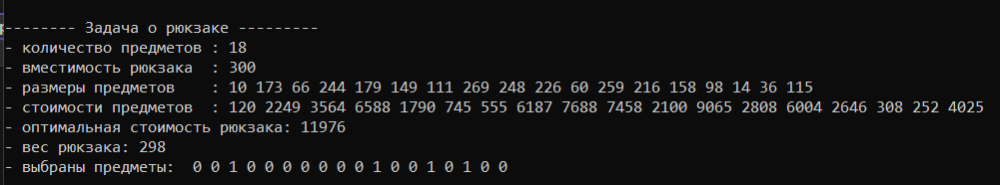 -------- Задача о рюкзаке ---------
- количество предметов : 18
- вместимость рюкзака  : 300
- размеры предметов    : 10 173 66 244 179 149 111 269 248 226 60 259 216 158 98 14 36 115
- стоимости предметов  : 120 2249 3564 6588 1790 745 555 6187 7688 7458 2100 9065 2808 6004 2646 308 252 4025
- оптимальная стоимость рюкзака: 11976
- вес рюкзака: 298
- выбраны предметы:  0 0 1 0 0 0 0 0 0 0 1 0 0 1 0 1 0 0